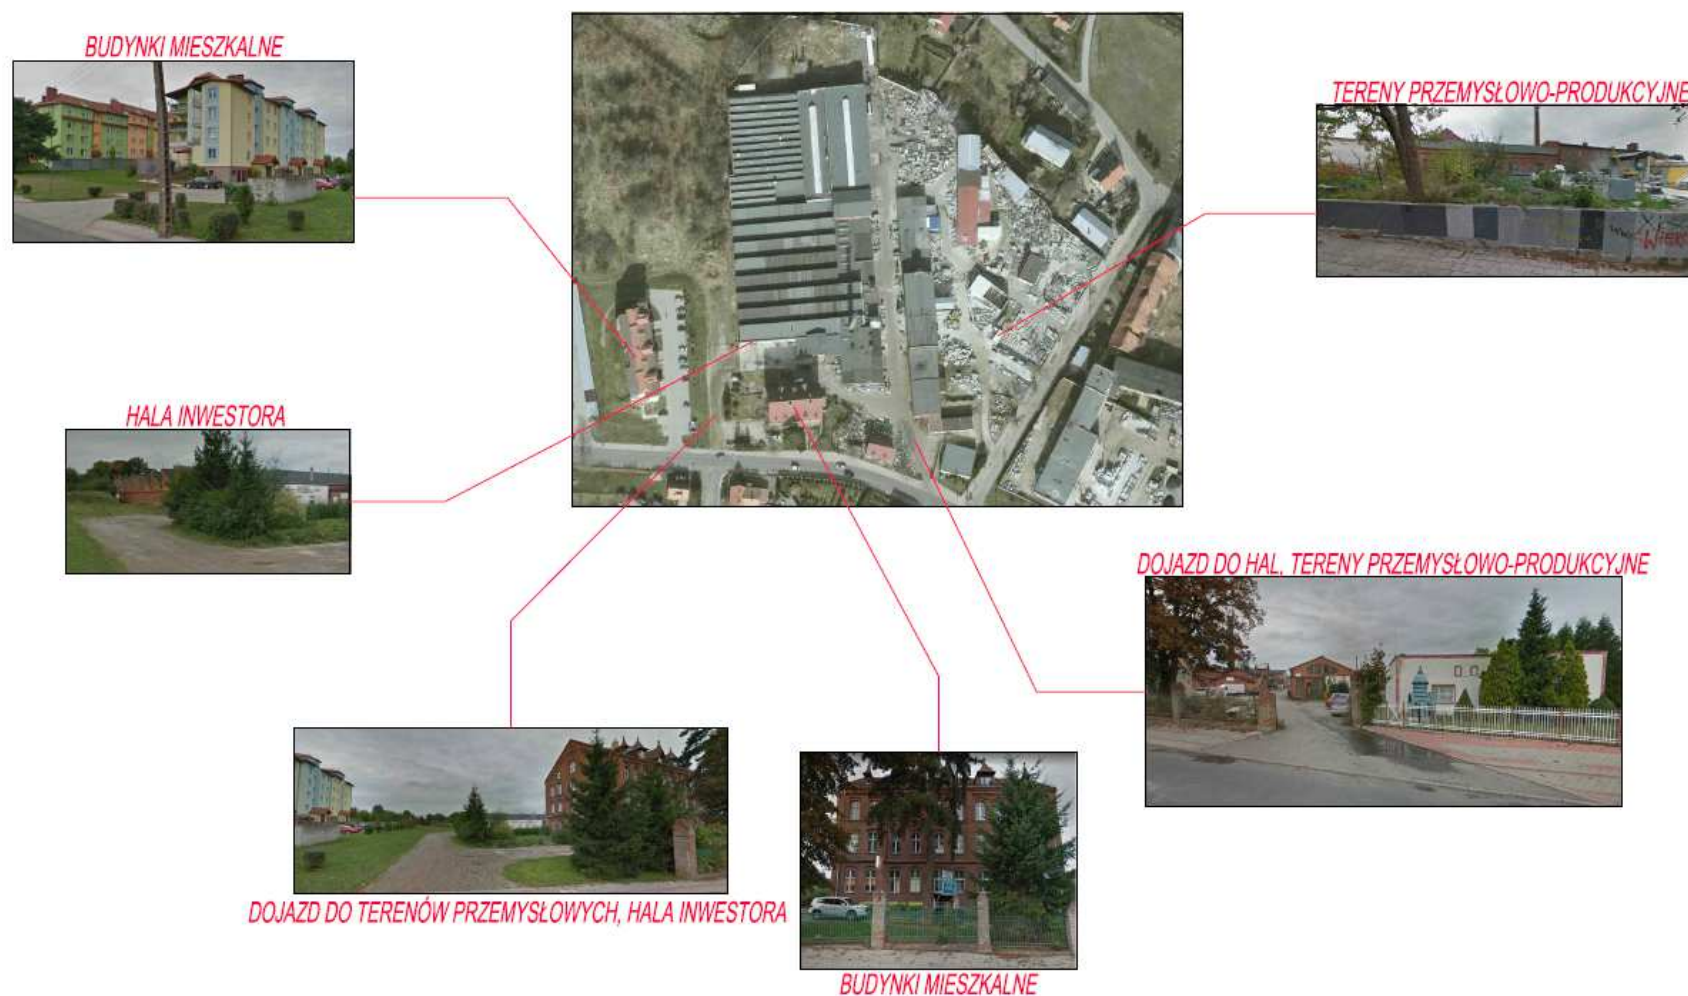 BUDYNKI MIESZKALNE
TERENY PRZEMYSŁOWO-PRODUKCYJNE
HALA INWESTORA
DOJAZD DO HAL, TERENY PRZEMYSŁOWO-PRODUKCYJNE
DOJAZD DO TERENÓW PRZEMYSŁOWYCH, HALA INWESTORA
BUDYNKI MIESZKALNE